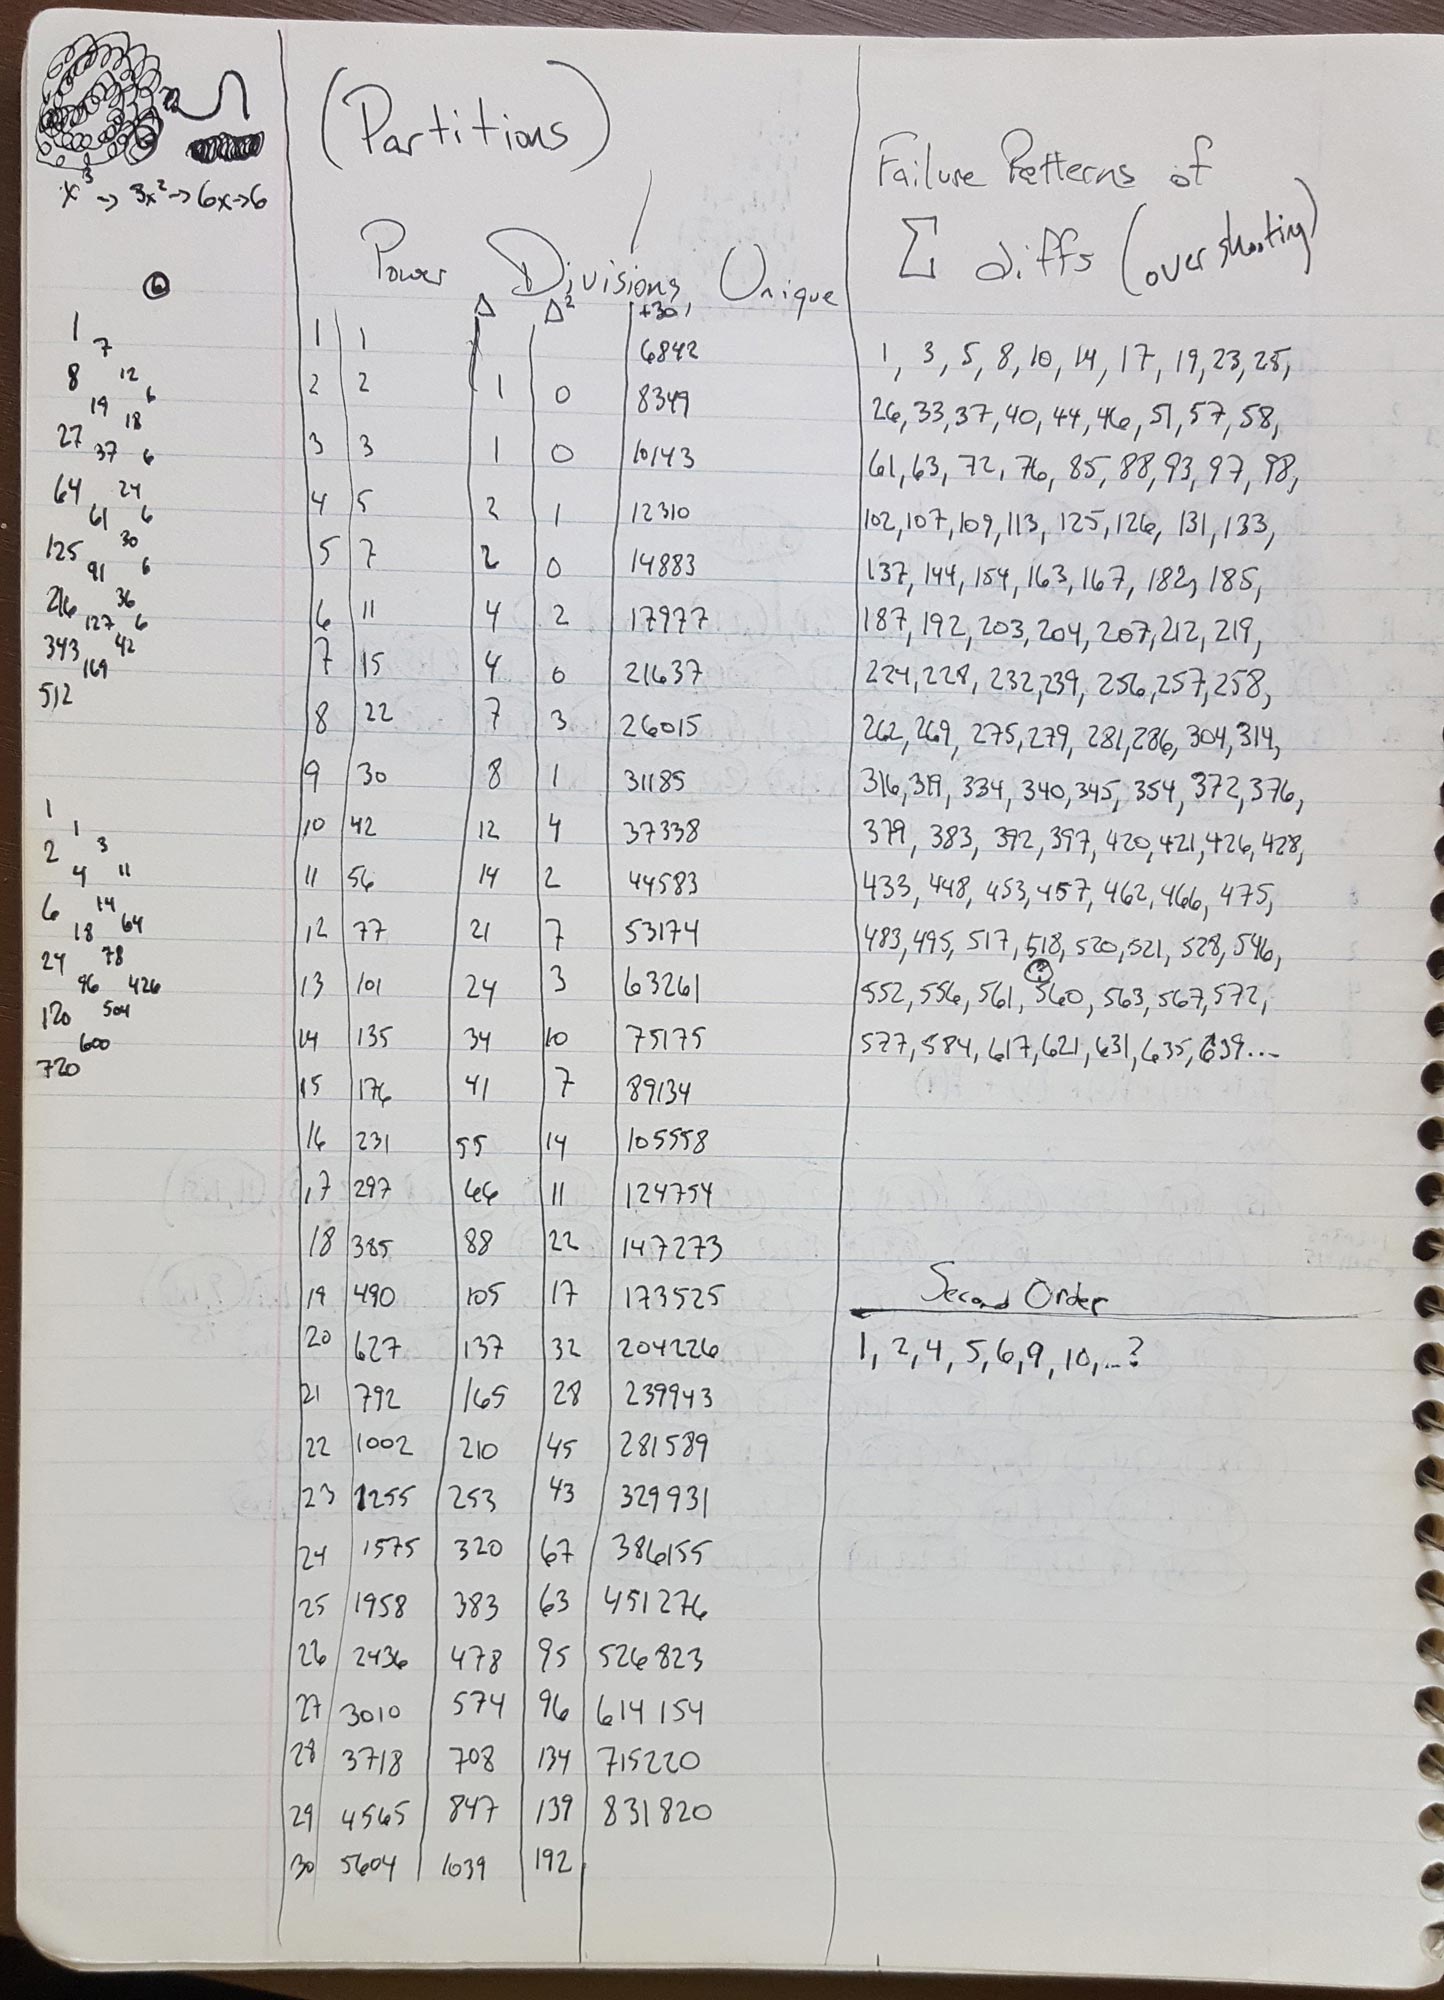 x³ -> 3x² -> 6x -> 6
6
1
7
8 12
6
19 18
27
37 6
64 24
61 6
125 30
91 6
216 36
127 6
343 42
169
512
1
1
2 3
4 11
6 14
18 64
24 78
96 426
120 504
600
720
(Partitions)
Power Divisions, Unique
Δ Δ² +30,
1 1 6842
2 2 1 0 8349
3 3 1 0 10143
4 5 2 1 12310
5 7 2 0 14883
6 11 4 2 17977
7 15 4 0 21637
8 22 7 3 26015
9 30 8 1 31185
10 42 12 4 37338
11 56 14 2 44583
12 77 21 7 53174
13 101 24 3 63261
14 135 34 10 75175
15 176 41 7 89134
16 231 55 14 105558
17 297 66 11 124754
18 385 88 22 147273
19 490 105 17 173525
20 627 137 32 204226
21 792 165 28 239943
22 1002 210 45 281589
23 1255 253 43 329931
24 1575 320 67 386155
25 1958 383 63 451276
26 2436 478 95 526823
27 3010 574 96 614154
28 3718 708 134 715220
29 4565 847 139 831820
30 5604 1039 192
Failure Patterns of
Σ diffs (overshooting)
1, 3, 5, 8, 10, 14, 17, 19, 23, 25,
26, 33, 37, 40, 44, 46, 51, 57, 58,
61, 63, 72, 76, 85, 88, 93, 97, 98,
102, 107, 109, 113, 125, 126, 131, 133,
137, 144, 154, 163, 167, 182, 185,
187, 192, 203, 204, 207, 212, 219,
224, 228, 232, 239, 256, 257, 258,
262, 269, 275, 279, 281, 286, 304, 314,
316, 319, 334, 340, 345, 354, 372, 376,
379, 383, 392, 397, 420, 421, 426, 428,
433, 448, 453, 457, 462, 466, 475,
483, 495, 517, 518, 520, 521, 528, 546,
?
552, 556, 561, 560, 563, 567, 572,
577, 584, 617, 621, 631, 635, 639...
Second Order
1, 2, 4, 5, 6, 9, 10, ...?